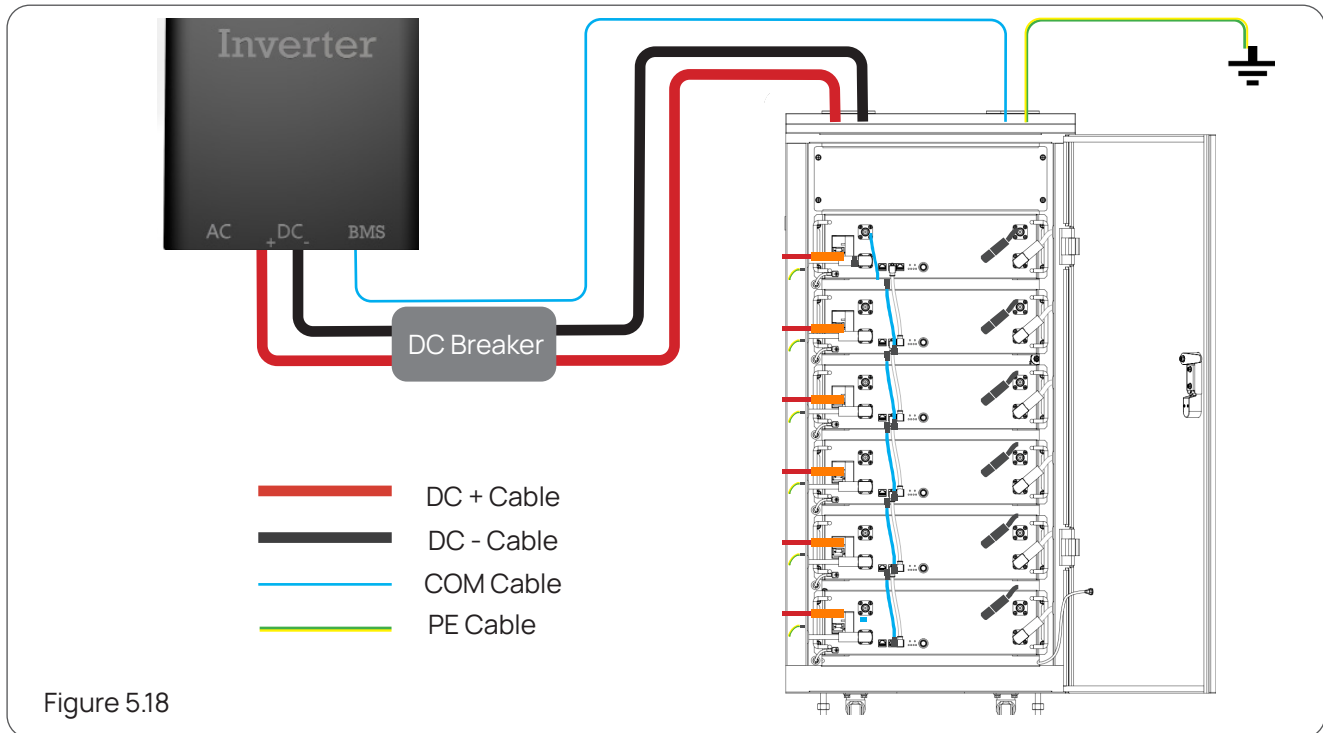 Inverter
AC + DC - BMS
DC Breaker
DC + Cable
DC - Cable
COM Cable
PE Cable
Figure 5.18